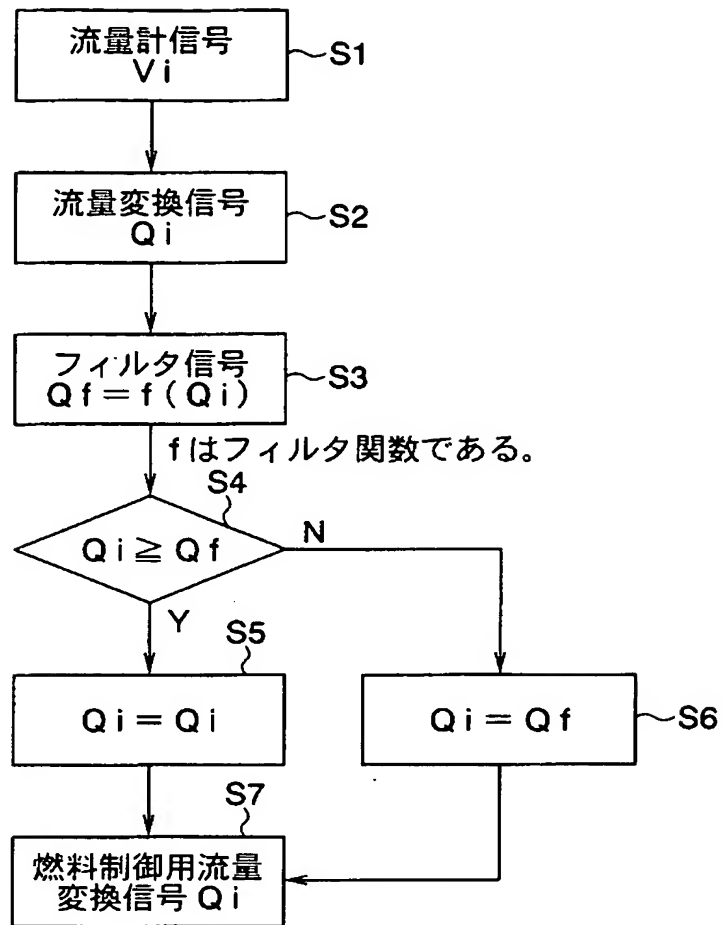 流量計信号
Vi
S1
流量変換信号
Qi
S2
フィルタ信号
Qf=f(Qi)
S3
fはフィルタ関数である。
S4
Qi≧Qf
N
Y
S5
Qi=Qi
Qi=Qf
S6
S7
燃料制御用流量
変換信号Qi